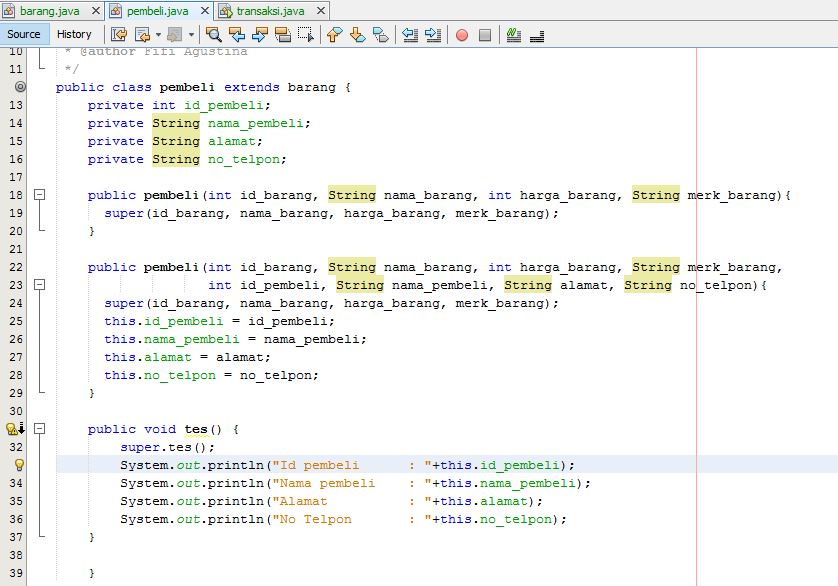 barang.java pembeli.java transaksi.java
Source History
10 * @author Fifi Agustina
11 */
public class pembeli extends barang {
13 private int id_pembeli;
14 private String nama_pembeli;
15 private String alamat;
16 private String no_telpon;
17
18 public pembeli(int id_barang, String nama_barang, int harga_barang, String merk_barang){
19 super(id_barang, nama_barang, harga_barang, merk_barang);
20 }
21
22 public pembeli(int id_barang, String nama_barang, int harga_barang, String merk_barang,
23 int id_pembeli, String nama_pembeli, String alamat, String no_telpon){
24 super(id_barang, nama_barang, harga_barang, merk_barang);
25 this.id_pembeli = id_pembeli;
26 this.nama_pembeli = nama_pembeli;
27 this.alamat = alamat;
28 this.no_telpon = no_telpon;
29 }
30
public void tes() {
32 super.tes();
System.out.println("Id pembeli : "+this.id_pembeli);
34 System.out.println("Nama pembeli : "+this.nama_pembeli);
35 System.out.println("Alamat : "+this.alamat);
36 System.out.println("No Telpon : "+this.no_telpon);
37 }
38
39 }